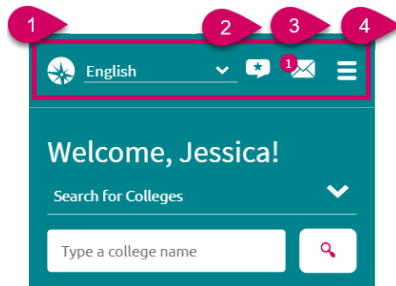 1 2 3 4
English 1
Welcome, Jessica!
Search for Colleges
Type a college name